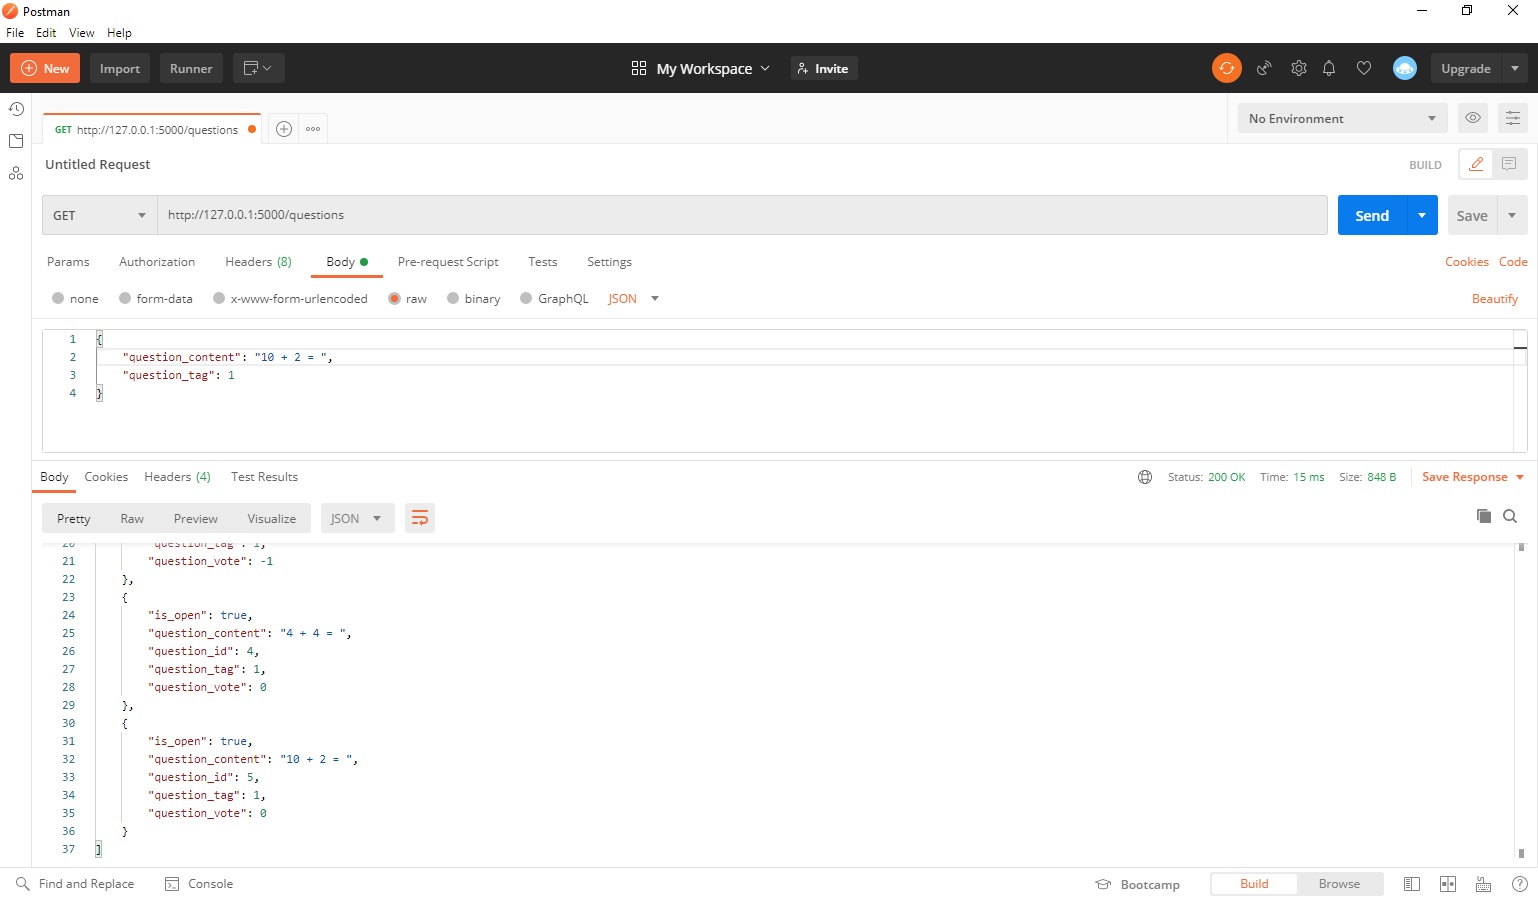 Postman
File Edit View Help
New Import Runner My Workspace Invite Upgrade
GET http://127.0.0.1:5000/questions No Environment
Untitled Request BUILD
GET http://127.0.0.1:5000/questions Send Save
Params Authorization Headers (8) Body Pre-request Script Tests Settings Cookies Code
none form-data x-www-form-urlencoded raw binary GraphQL JSON Beautify
1 {
2 "question_content": "10 + 2 = ",
3 "question_tag": 1
4 }
Body Cookies Headers (4) Test Results Status: 200 OK Time: 15 ms Size: 848 B Save Response
Pretty Raw Preview Visualize JSON
20 "question_tag": 1,
21 "question_vote": -1
22 },
23 {
24 "is_open": true,
25 "question_content": "4 + 4 = ",
26 "question_id": 4,
27 "question_tag": 1,
28 "question_vote": 0
29 },
30 {
31 "is_open": true,
32 "question_content": "10 + 2 = ",
33 "question_id": 5,
34 "question_tag": 1,
35 "question_vote": 0
36 }
37 ]
Find and Replace Console Bootcamp Build Browse